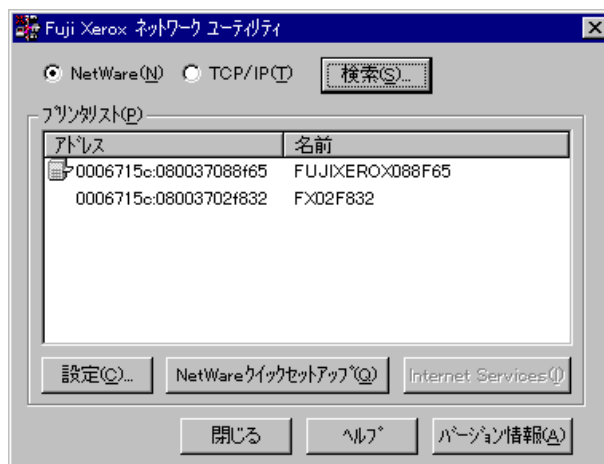 Fuji Xerox ﾈｯﾄﾜｰｸ ﾕｰﾃｨﾘﾃｨ
NetWare(N) TCP/IP(T) 検索(S)...
ﾌﾟﾘﾝﾀﾘｽﾄ(P)
ｱﾄﾞﾚｽ 名前
0006715c:080037088f65 FUJIXEROX088F65
0006715c:08003702f832 FX02F832
設定(C)... NetWareｸｲｯｸｾｯﾄｱｯﾌﾟ(Q) Internet Services(I)
閉じる ﾍﾙﾌﾟ ﾊﾞｰｼﾞｮﾝ情報(A)